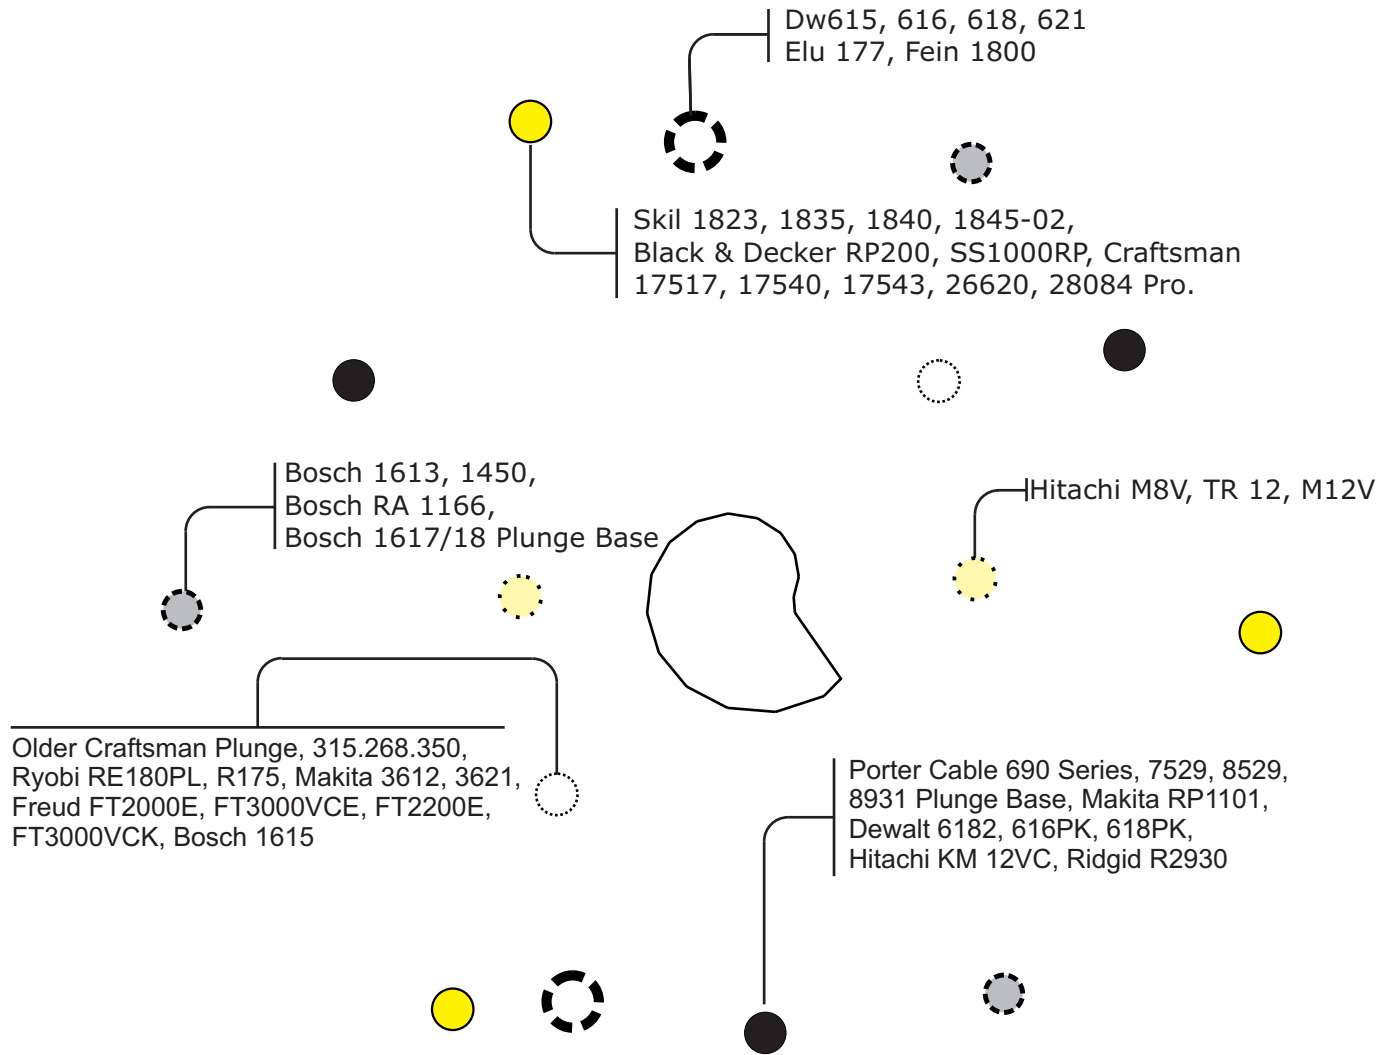 Dw615, 616, 618, 621
Elu 177, Fein 1800
Skil 1823, 1835, 1840, 1845-02,
Black & Decker RP200, SS1000RP, Craftsman
17517, 17540, 17543, 26620, 28084 Pro.
Bosch 1613, 1450,
Bosch RA 1166,
Bosch 1617/18 Plunge Base
Hitachi M8V, TR 12, M12V
Older Craftsman Plunge, 315.268.350,
Ryobi RE180PL, R175, Makita 3612, 3621,
Freud FT2000E, FT3000VCE, FT2200E,
FT3000VCK, Bosch 1615
Porter Cable 690 Series, 7529, 8529,
8931 Plunge Base, Makita RP1101,
Dewalt 6182, 616PK, 618PK,
Hitachi KM 12VC, Ridgid R2930